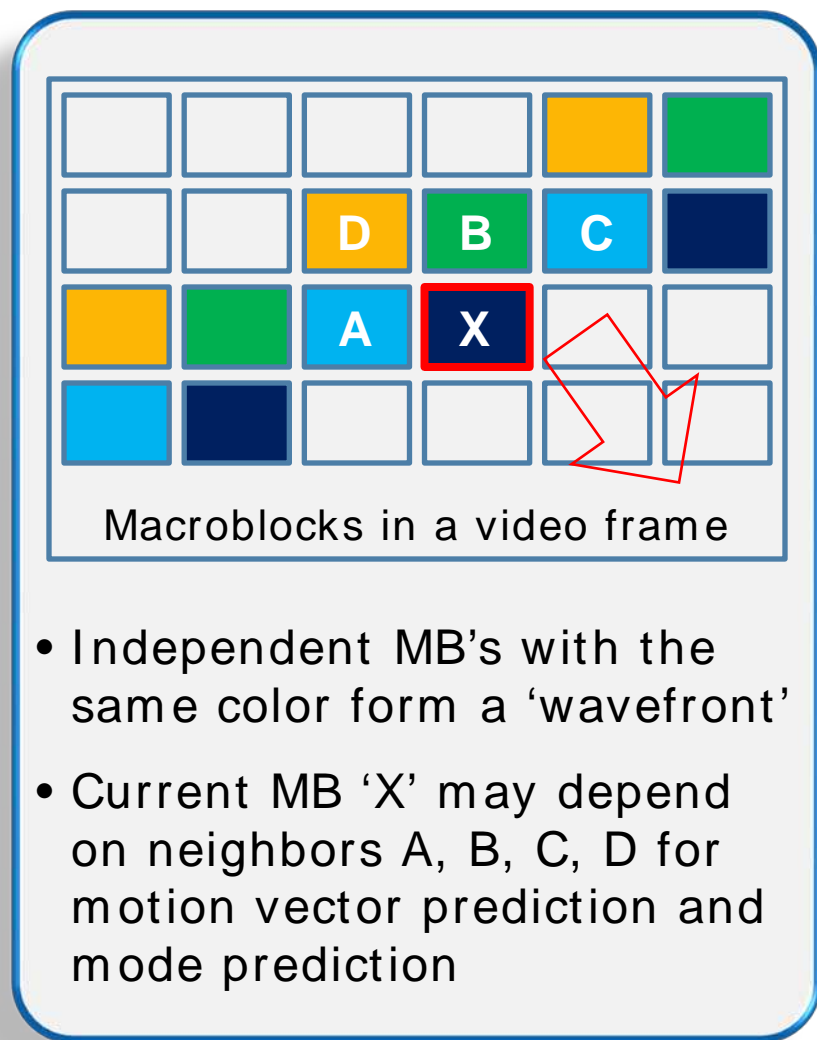 D B C
A X
Macroblocks in a video frame
• Independent MB’s with the
same color form a ‘wavefront’
• Current MB ‘X’ may depend
on neighbors A, B, C, D for
motion vector prediction and
mode prediction